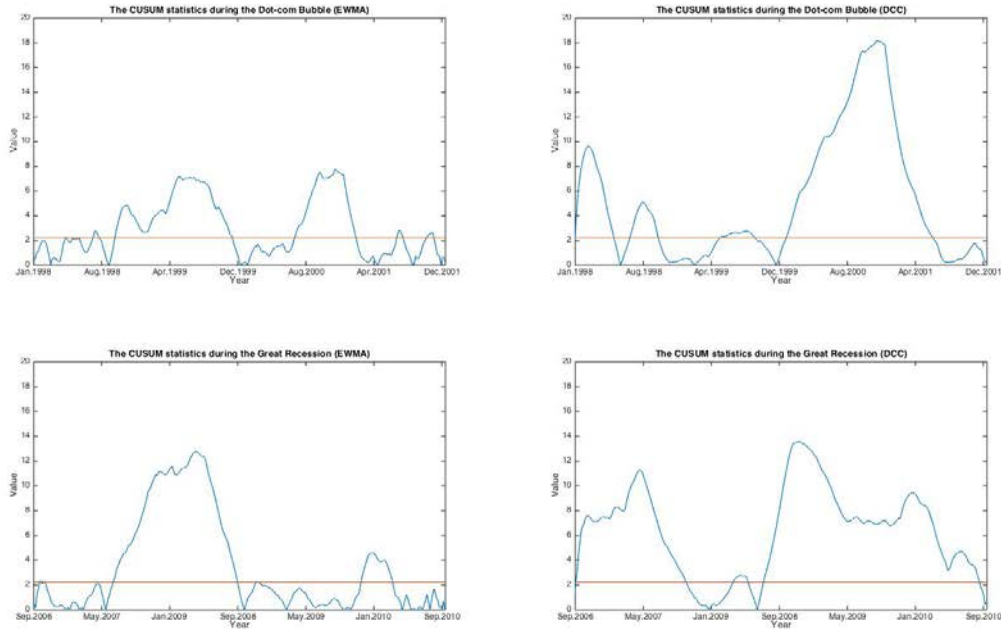 The CUSUM statistics during the Dot-com Bubble (EWMA)
20
18
16
14
12
10
8
6
4
2
0
Value
Jan.1998 Aug.1998 Apr.1999 Dec.1999 Aug.2000 Apr.2001 Dec.2001
Year
The CUSUM statistics during the Dot-com Bubble (DCC)
20
18
16
14
12
10
8
6
4
2
0
Value
Jan.1998 Aug.1998 Apr.1999 Dec.1999 Aug.2000 Apr.2001 Dec.2001
Year
The CUSUM statistics during the Great Recession (EWMA)
20
18
16
14
12
10
8
6
4
2
0
Value
Sep.2006 May.2007 Jan.2009 Sep.2008 May.2009 Jan.2010 Sep.2010
Year
The CUSUM statistics during the Great Recession (DCC)
20
18
16
14
12
10
8
6
4
2
0
Value
Sep.2006 May.2007 Jan.2009 Sep.2008 May.2009 Jan.2010 Sep.2010
Year